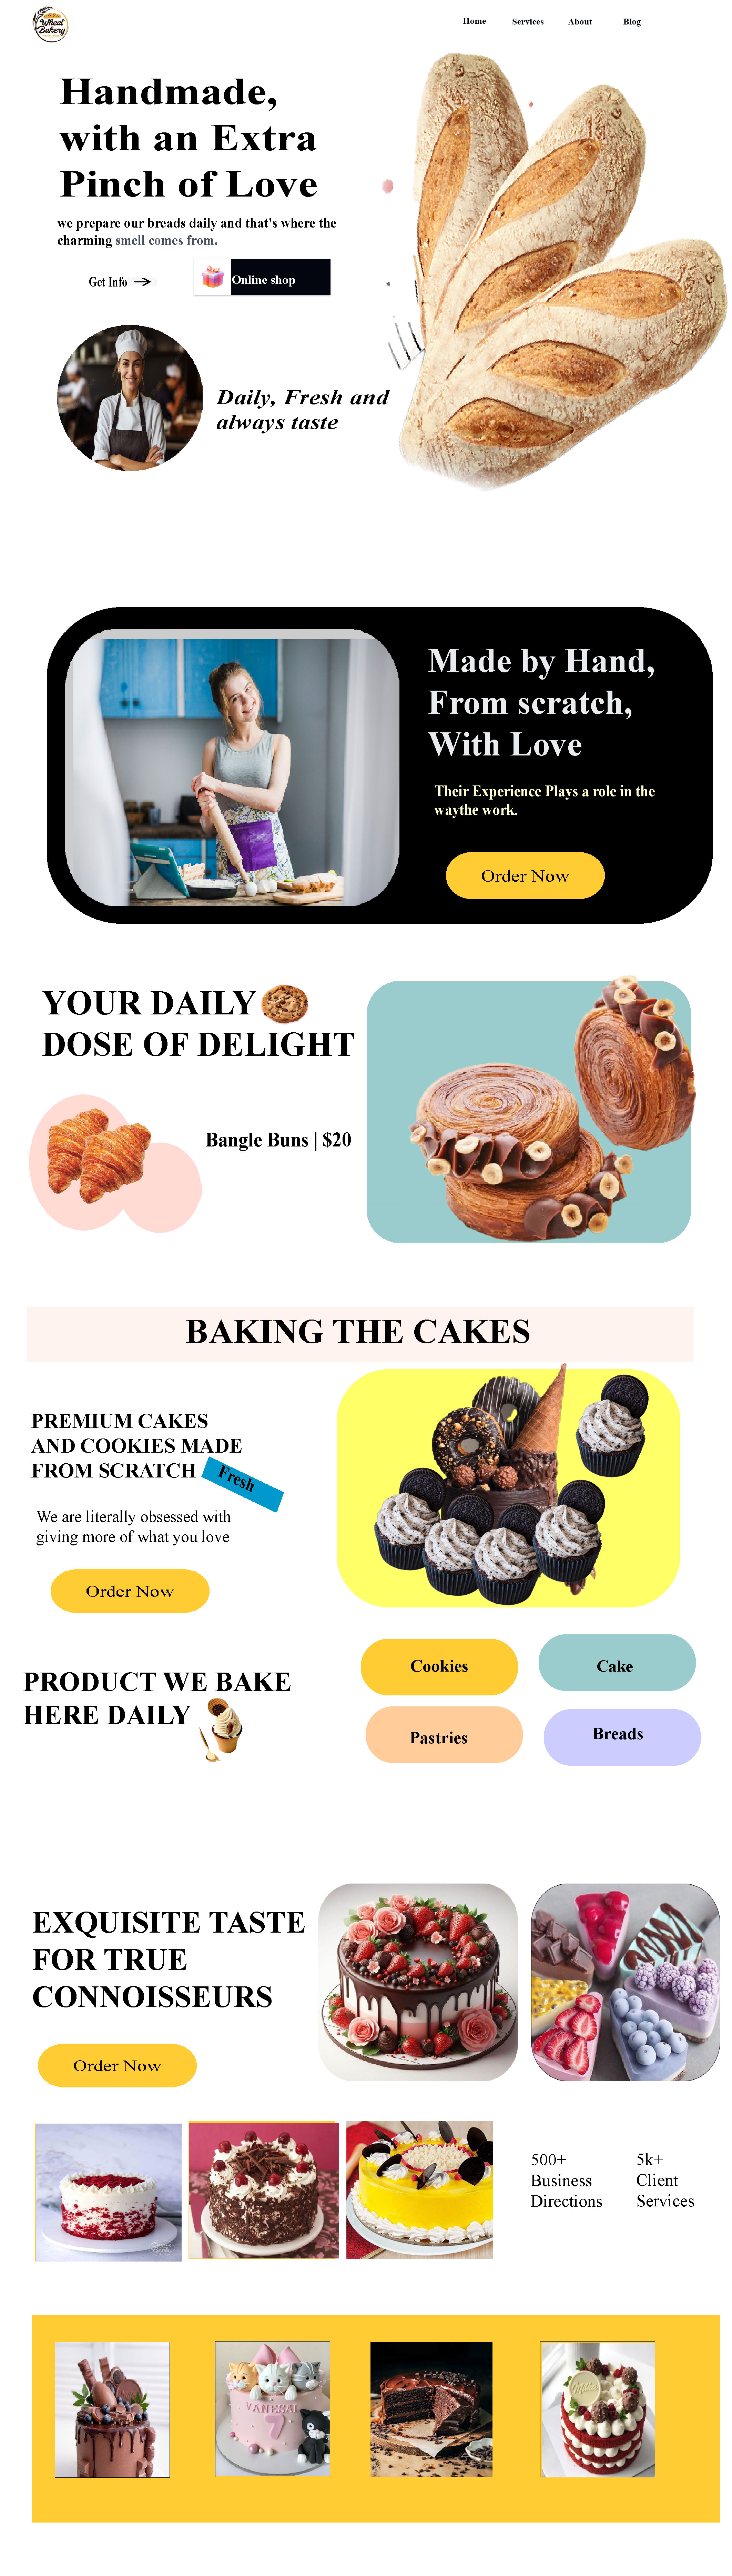 Wheat
Bakery
Home Services About Blog
Handmade,
with an Extra
Pinch of Love
we prepare our breads daily and that's where the
charming smell comes from.
Get Info
Online shop
Daily, Fresh and
always taste
Made by Hand,
From scratch,
With Love
Their Experience Plays a role in the
waythe work.
Order Now
YOUR DAILY
DOSE OF DELIGHT
Bangle Buns | $20
BAKING THE CAKES
PREMIUM CAKES
AND COOKIES MADE
FROM SCRATCH
Fresh
We are literally obsessed with
giving more of what you love
Order Now
PRODUCT WE BAKE
HERE DAILY
Cookies
Cake
Pastries
Breads
EXQUISITE TASTE
FOR TRUE
CONNOISSEURS
Order Now
500+
Business
Directions
5k+
Client
Services
VANESA
7